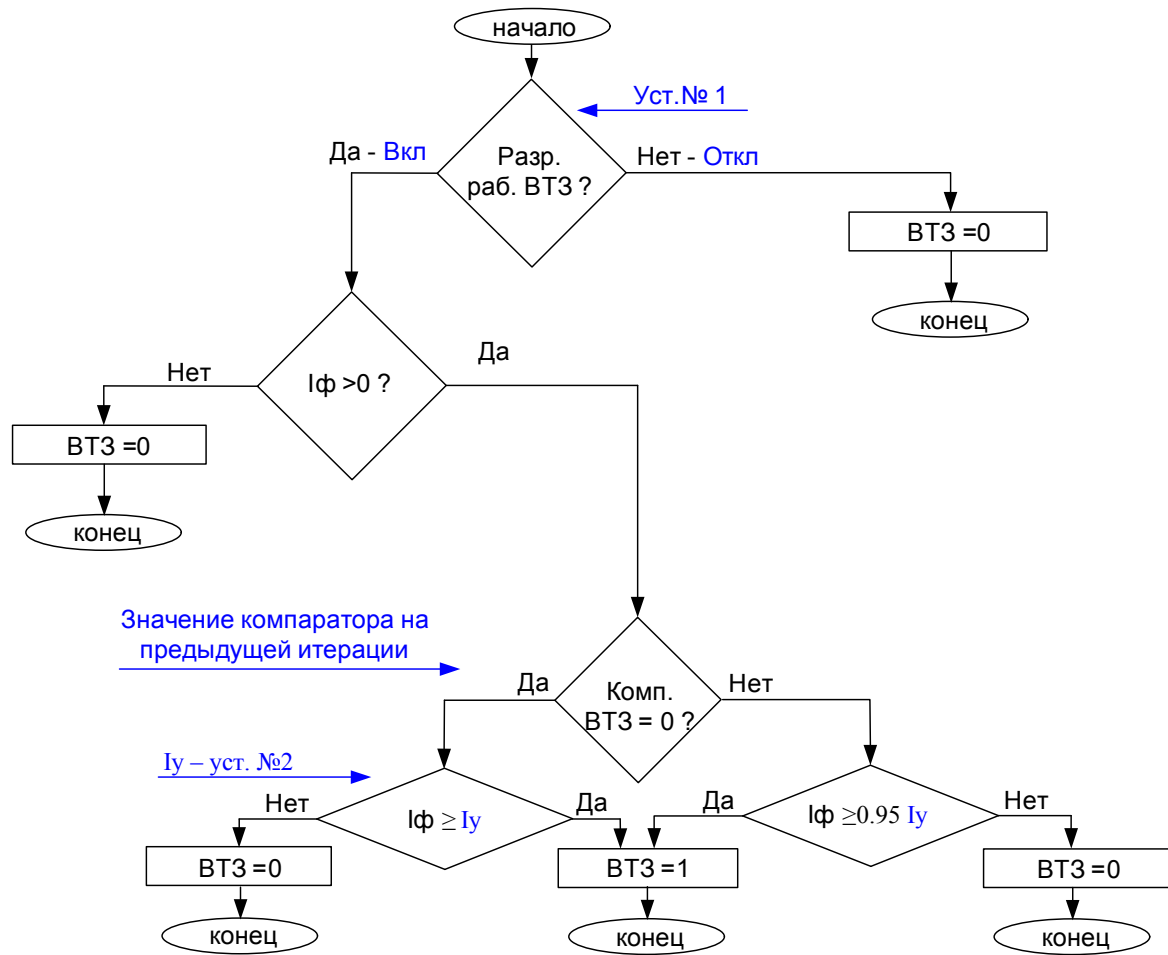 начало
Уст.№ 1
Да - Вкл
Разр.
раб. ВТЗ ?
Нет - Откл
ВТЗ =0
конец
Iф >0 ?
Да
Нет
ВТЗ =0
конец
Значение компаратора на
предыдущей итерации
Комп.
ВТЗ = 0 ?
Да
Нет
Iу – уст. №2
Нет
Iф ≥ Iу
Да
Да
Iф ≥0.95 Iу
Нет
ВТЗ =0
ВТЗ =1
ВТЗ =0
конец
конец
конец